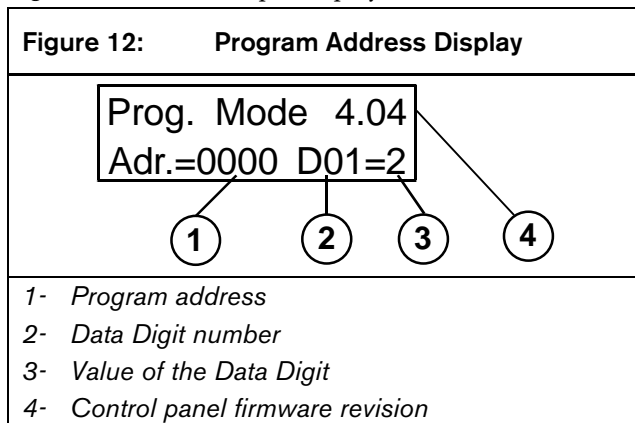 Figure 12: Program Address Display
Prog. Mode 4.04
Adr.=0000 D01=2
1 2 3 4
1- Program address
2- Data Digit number
3- Value of the Data Digit
4- Control panel firmware revision